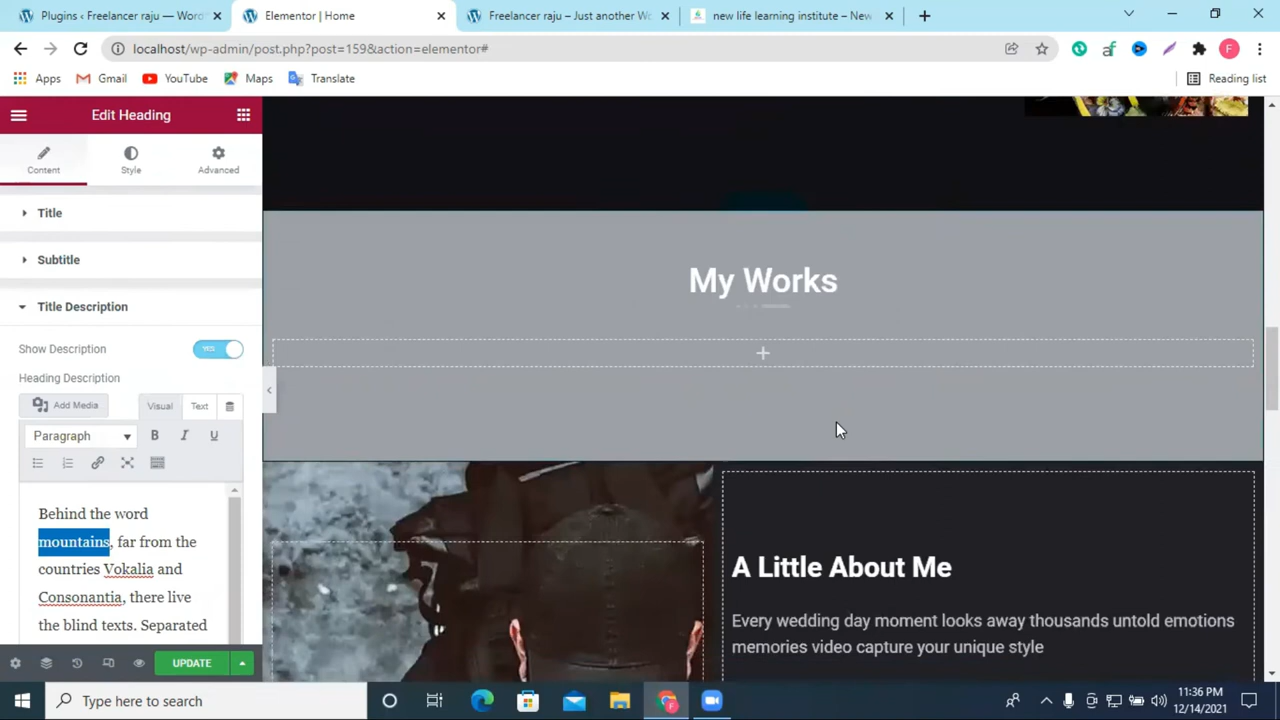 Plugins ‹ Freelancer raju — Wor
Elementor | Home
Freelancer raju – Just another Wo
new life learning institute – New
localhost/wp-admin/post.php?post=159&action=elementor#
F
Apps
Gmail
YouTube
Maps
Translate
Reading list
Edit Heading
Content
Style
Advanced
Title
Subtitle
Title Description
Show Description
YES
Heading Description
Add Media
Visual
Text
Paragraph
B
I
U
Behind the word
mountains, far from the
countries Vokalia and
Consonantia, there live
the blind texts. Separated
UPDATE
My Works
A Little About Me
Every wedding day moment looks away thousands untold emotions
memories video capture your unique style
Type here to search
11:36 PM
12/14/2021